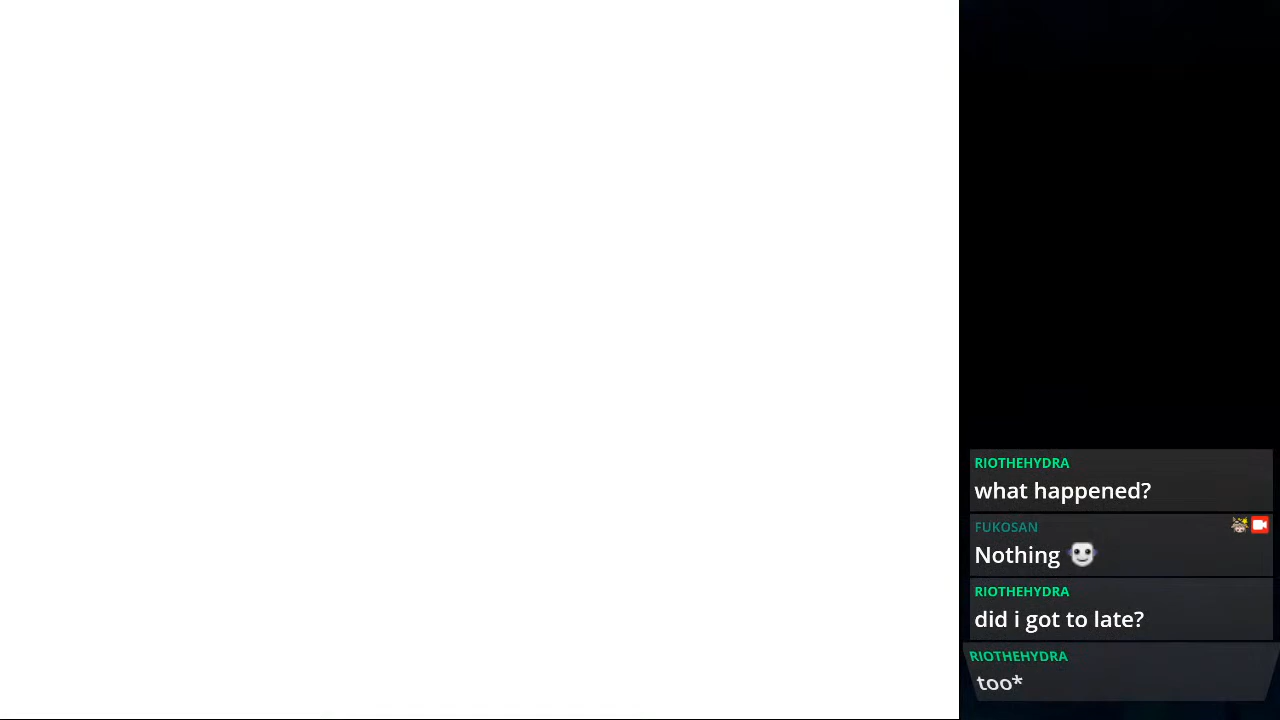 RIOTHEHYDRA
what happened?
FUKOSAN
Nothing
RIOTHEHYDRA
did i got to late?
RIOTHEHYDRA
too*